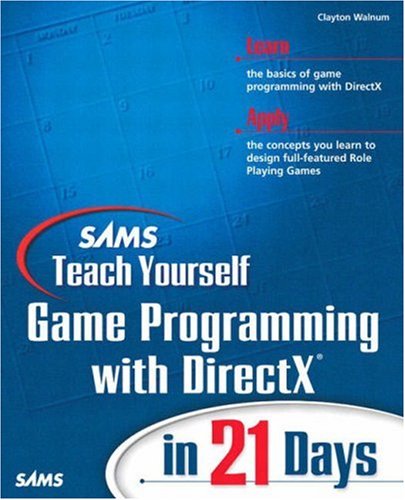 Clayton Walnum
Learn
the basics of game
programming with DirectX
Apply
the concepts you learn to
design full-featured Role
Playing Games
SAMS
Teach Yourself
Game Programming
with DirectX®
in 21 Days
SAMS